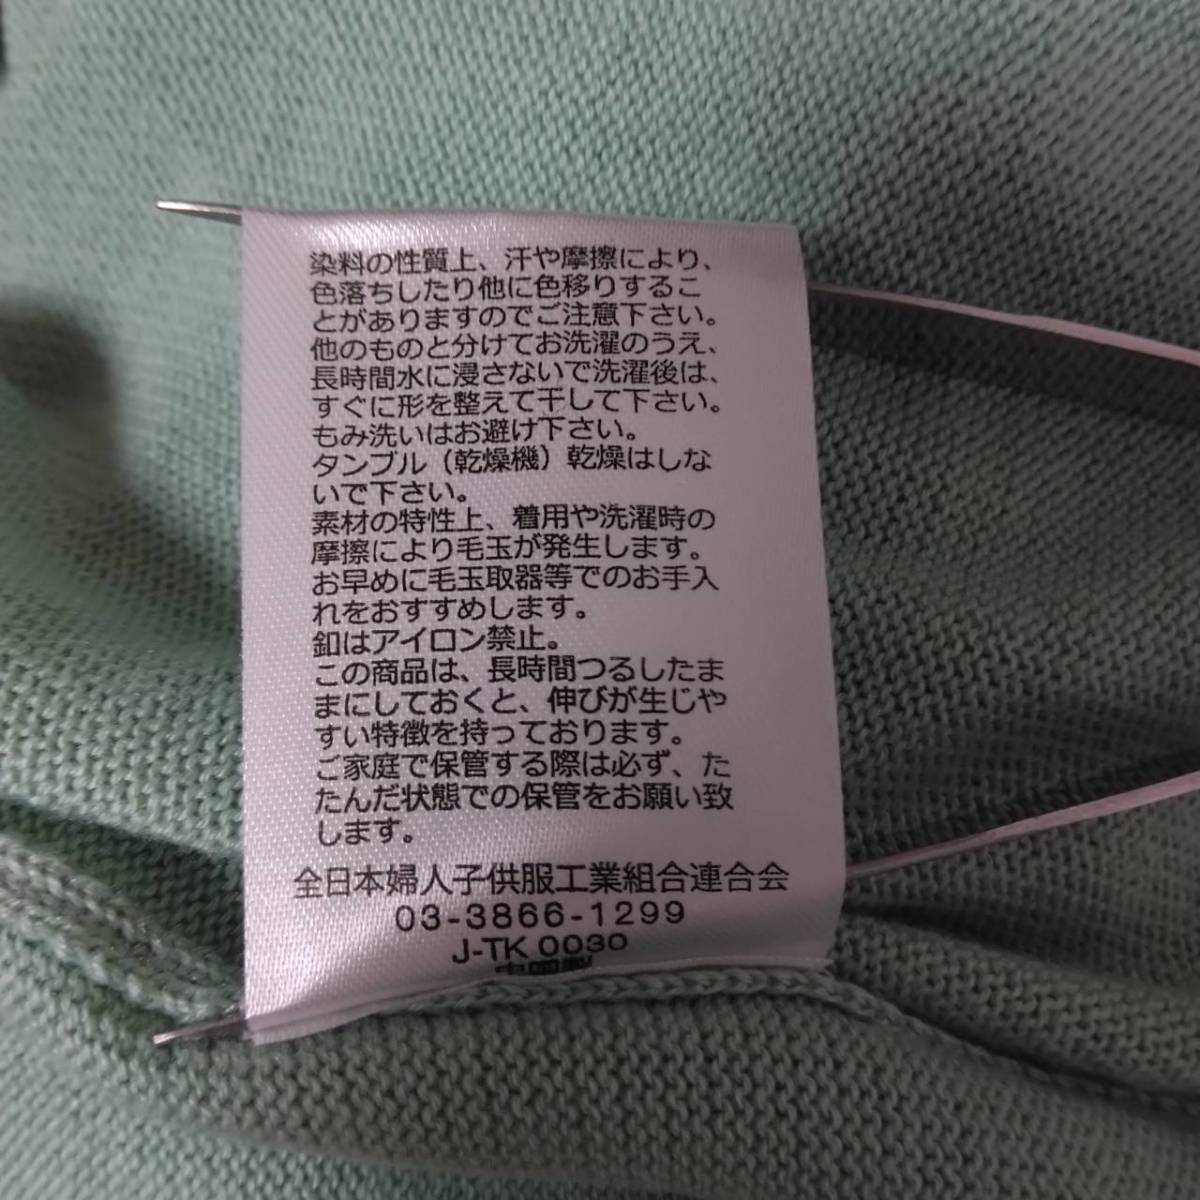 染料の性質上、汗や摩擦により、
色落ちしたり他に色移りするこ
とがありますのでご注意下さい。
他のものと分けてお洗濯のうえ、
長時間水に浸さないで洗濯後は、
すぐに形を整えて干して下さい。
もみ洗いはお避け下さい。
タンブル（乾燥機）乾燥はしな
いで下さい。
素材の特性上、着用や洗濯時の
摩擦により毛玉が発生します。
お早めに毛玉取器等でのお手入
れをおすすめします。
釦はアイロン禁止。
この商品は、長時間つるしたま
まにしておくと、伸びが生じや
すい特徴を持っております。
ご家庭で保管する際は必ず、た
たんだ状態での保管をお願い致
します。
全日本婦人子供服工業組合連合会
03-3866-1299
J-TK 0030
中国製